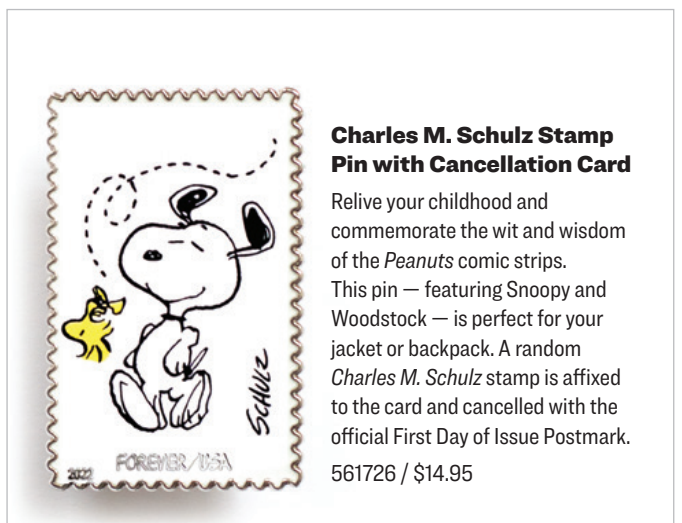 SCHULZ
2022
FOREVER/USA
Charles M. Schulz Stamp
Pin with Cancellation Card
Relive your childhood and
commemorate the wit and wisdom
of the Peanuts comic strips.
This pin — featuring Snoopy and
Woodstock — is perfect for your
jacket or backpack. A random
Charles M. Schulz stamp is affixed
to the card and cancelled with the
official First Day of Issue Postmark.
561726 / $14.95